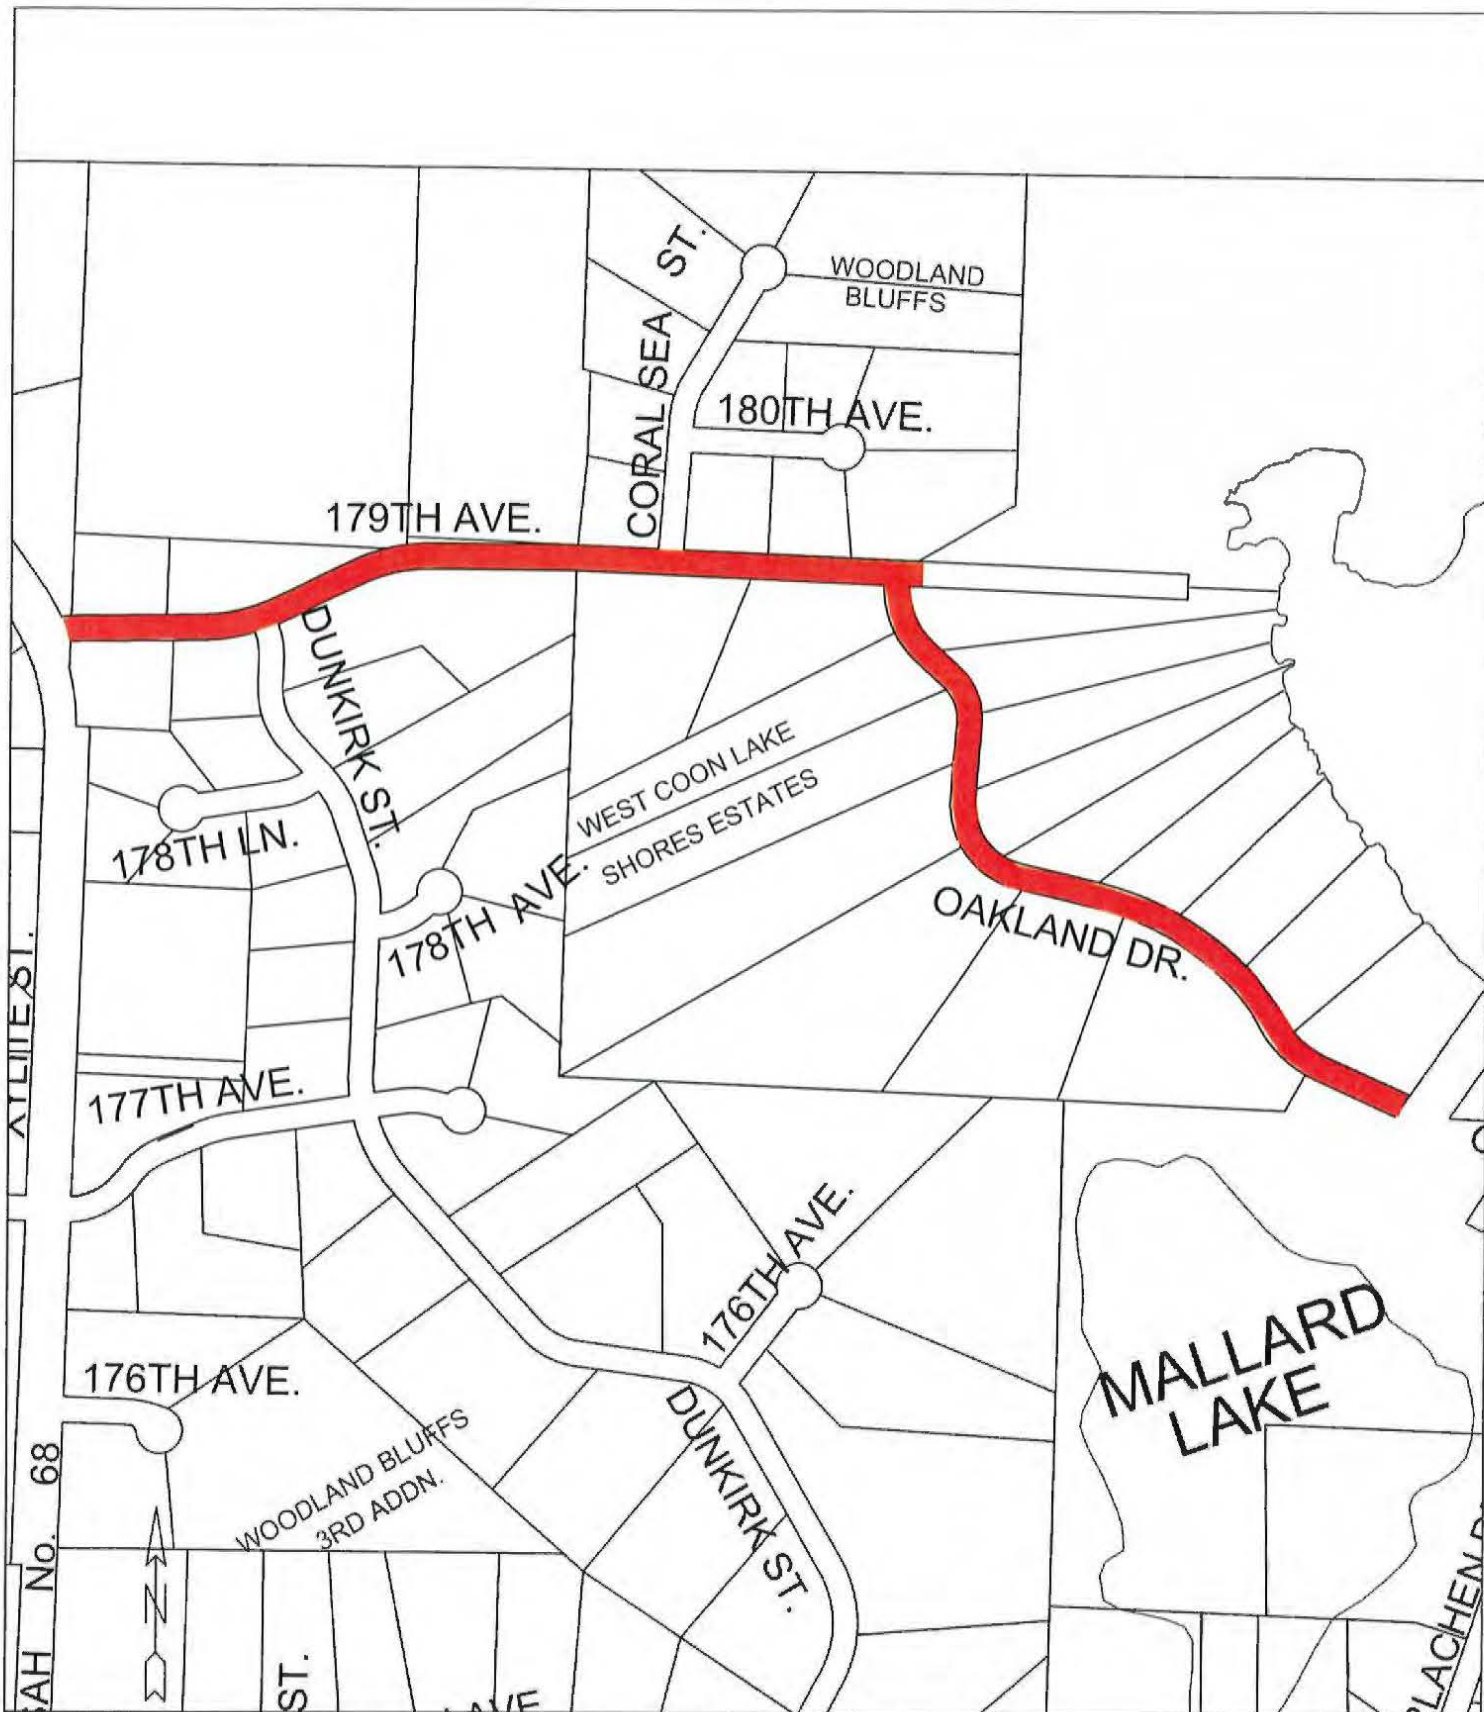 WOODLAND
BLUFFS
CORAL SEA ST.
180TH AVE.
179TH AVE.
DUNKIRK ST.
WEST COON LAKE
SHORES ESTATES
178TH LN.
178TH AVE.
OAKLAND DR.
177TH AVE.
176TH AVE.
MALLARD
LAKE
176TH AVE.
DUNKIRK ST.
WOODLAND BLUFFS
3RD ADDN.
No. 68
N
ST.